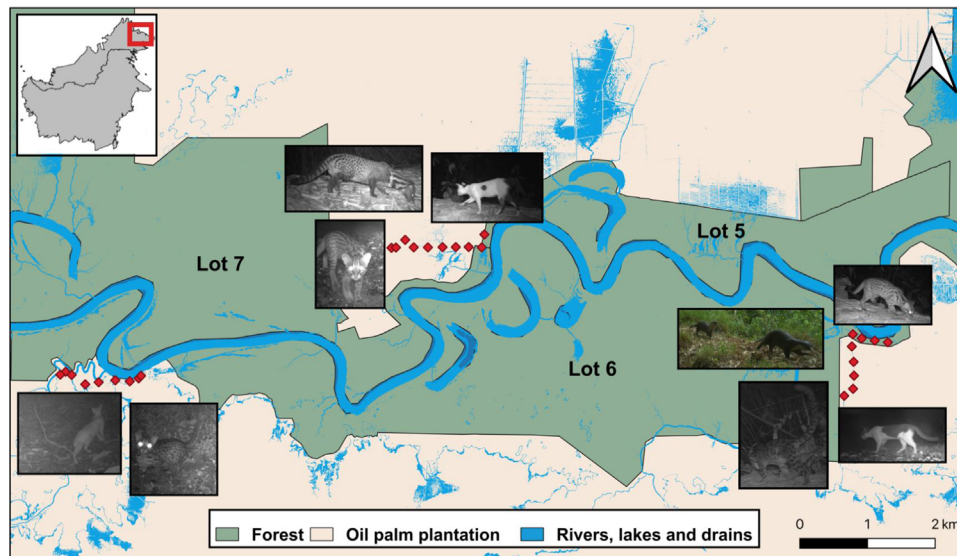 Lot 7
Lot 5
Lot 6
Forest Oil palm plantation Rivers, lakes and drains
0 1 2 km